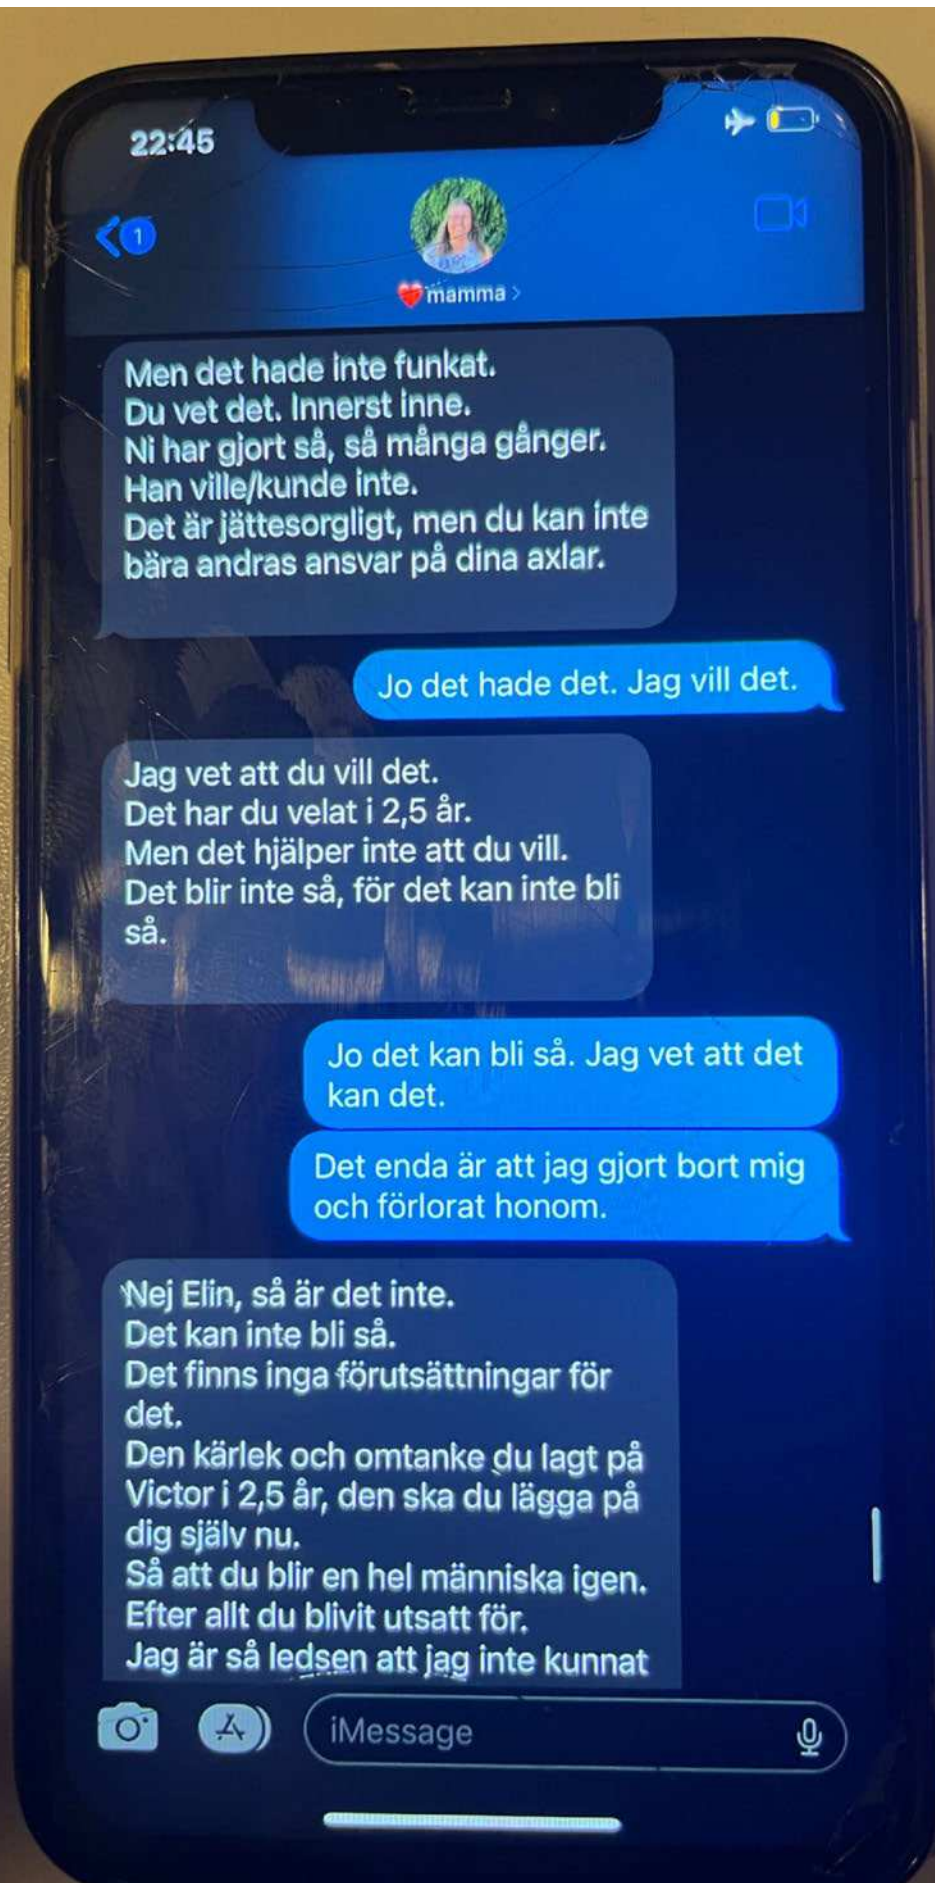 22:45
1
mamma
Men det hade inte funkat.
Du vet det. Innerst inne.
Ni har gjort så, så många gånger.
Han ville/kunde inte.
Det är jättesorgligt, men du kan inte
bära andras ansvar på dina axlar.
Jo det hade det. Jag vill det.
Jag vet att du vill det.
Det har du velat i 2,5 år.
Men det hjälper inte att du vill.
Det blir inte så, för det kan inte bli
så.
Jo det kan bli så. Jag vet att det
kan det.
Det enda är att jag gjort bort mig
och förlorat honom.
Nej Elin, så är det inte.
Det kan inte bli så.
Det finns inga förutsättningar för
det.
Den kärlek och omtanke du lagt på
Victor i 2,5 år, den ska du lägga på
dig själv nu.
Så att du blir en hel människa igen.
Efter allt du blivit utsatt för.
Jag är så ledsen att jag inte kunnat
iMessage